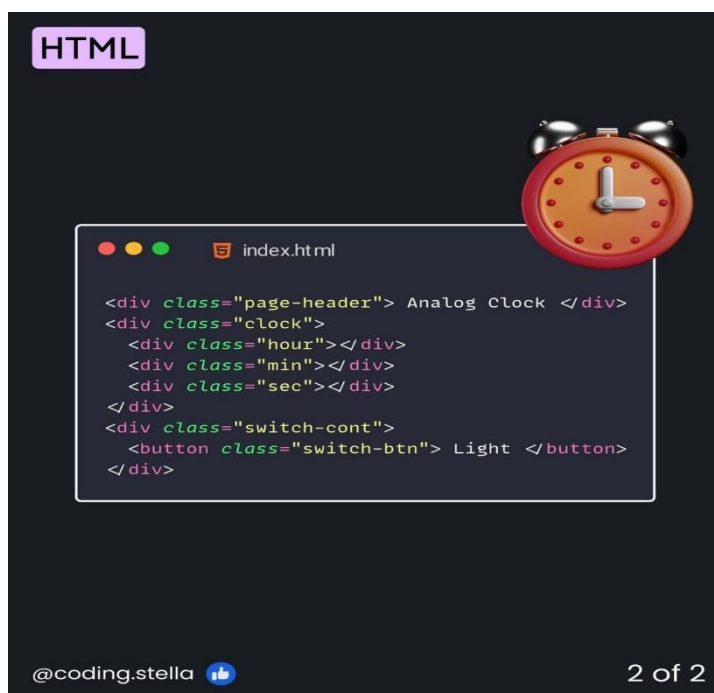 HTML
index.html
<div class="page-header"> Analog Clock </div>
<div class="clock">
<div class="hour"></div>
<div class="min"></div>
<div class="sec"></div>
</div>
<div class="switch-cont">
<button class="switch-btn"> Light </button>
</div>
@coding.stella
2 of 2